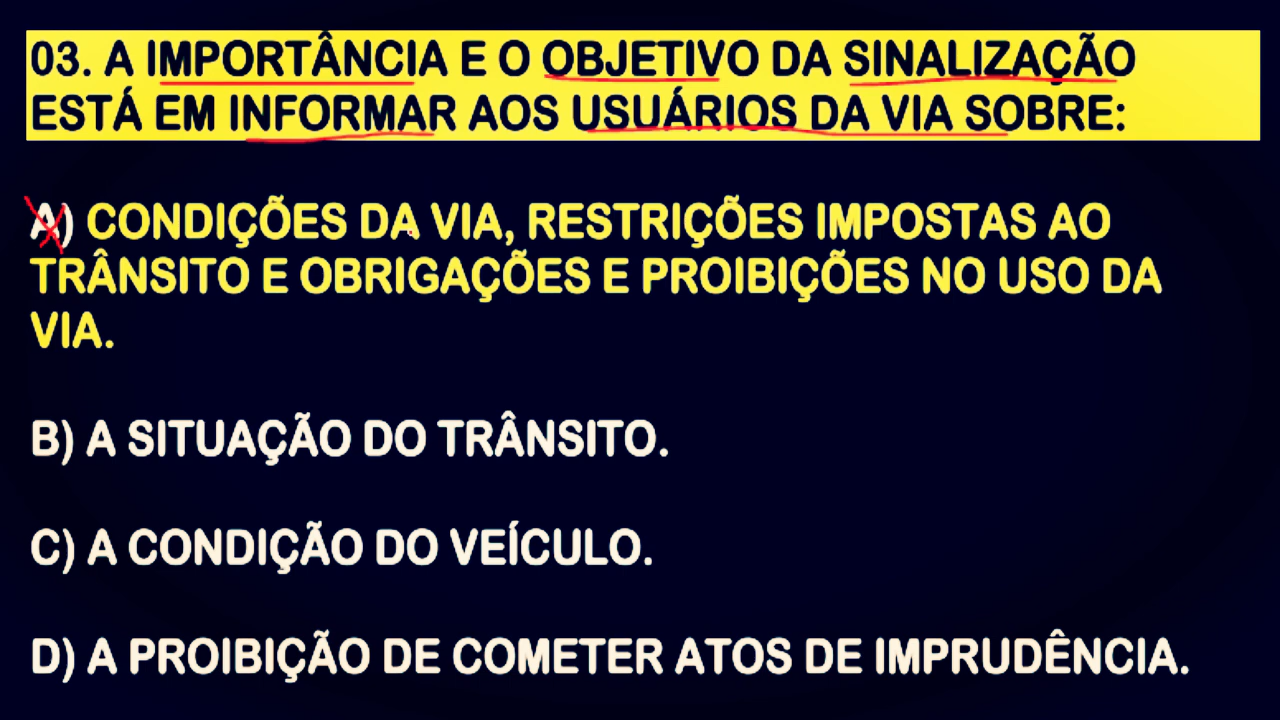 03. A IMPORTÂNCIA E O OBJETIVO DA SINALIZAÇÃO
ESTÁ EM INFORMAR AOS USUÁRIOS DA VIA SOBRE:
A) CONDIÇÕES DA VIA, RESTRIÇÕES IMPOSTAS AO
TRÂNSITO E OBRIGAÇÕES E PROIBIÇÕES NO USO DA
VIA.
B) A SITUAÇÃO DO TRÂNSITO.
C) A CONDIÇÃO DO VEÍCULO.
D) A PROIBIÇÃO DE COMETER ATOS DE IMPRUDÊNCIA.